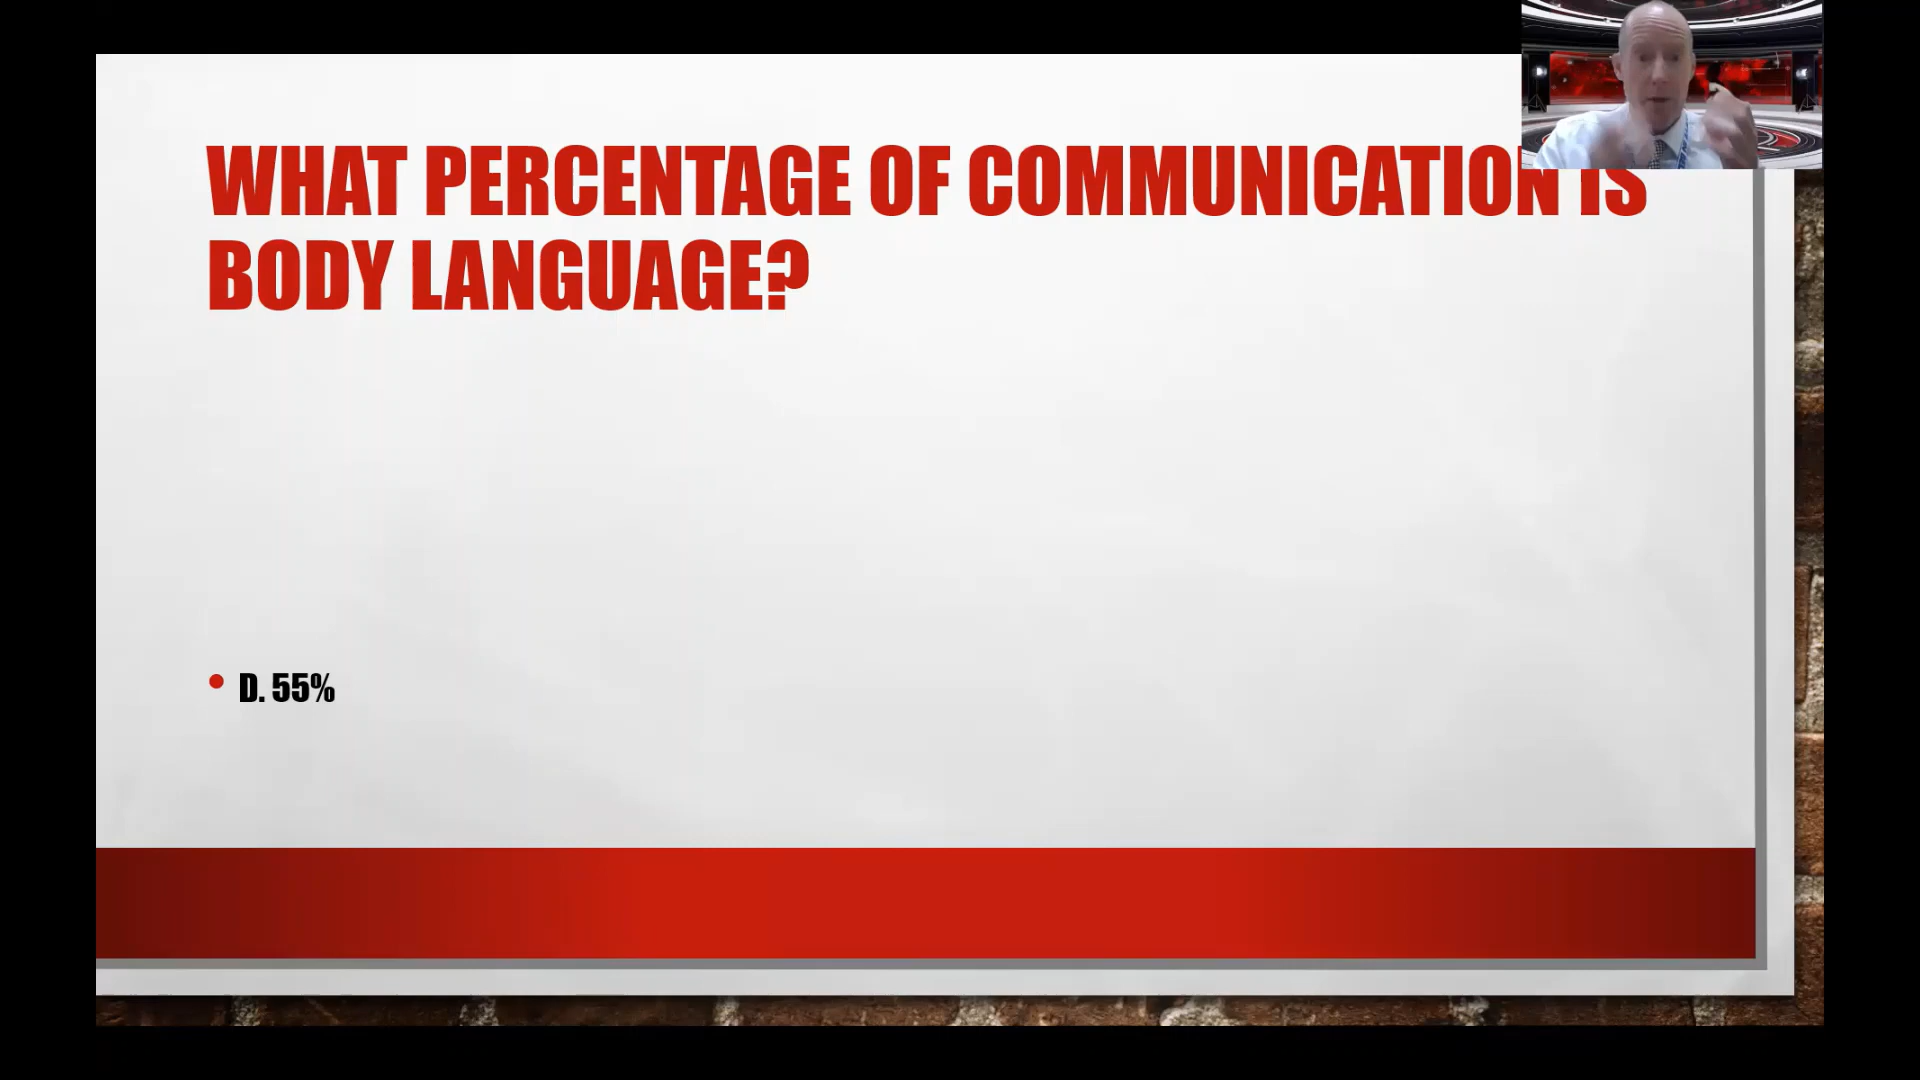 WHAT PERCENTAGE OF COMMUNICATION IS
BODY LANGUAGE?
D. 55%